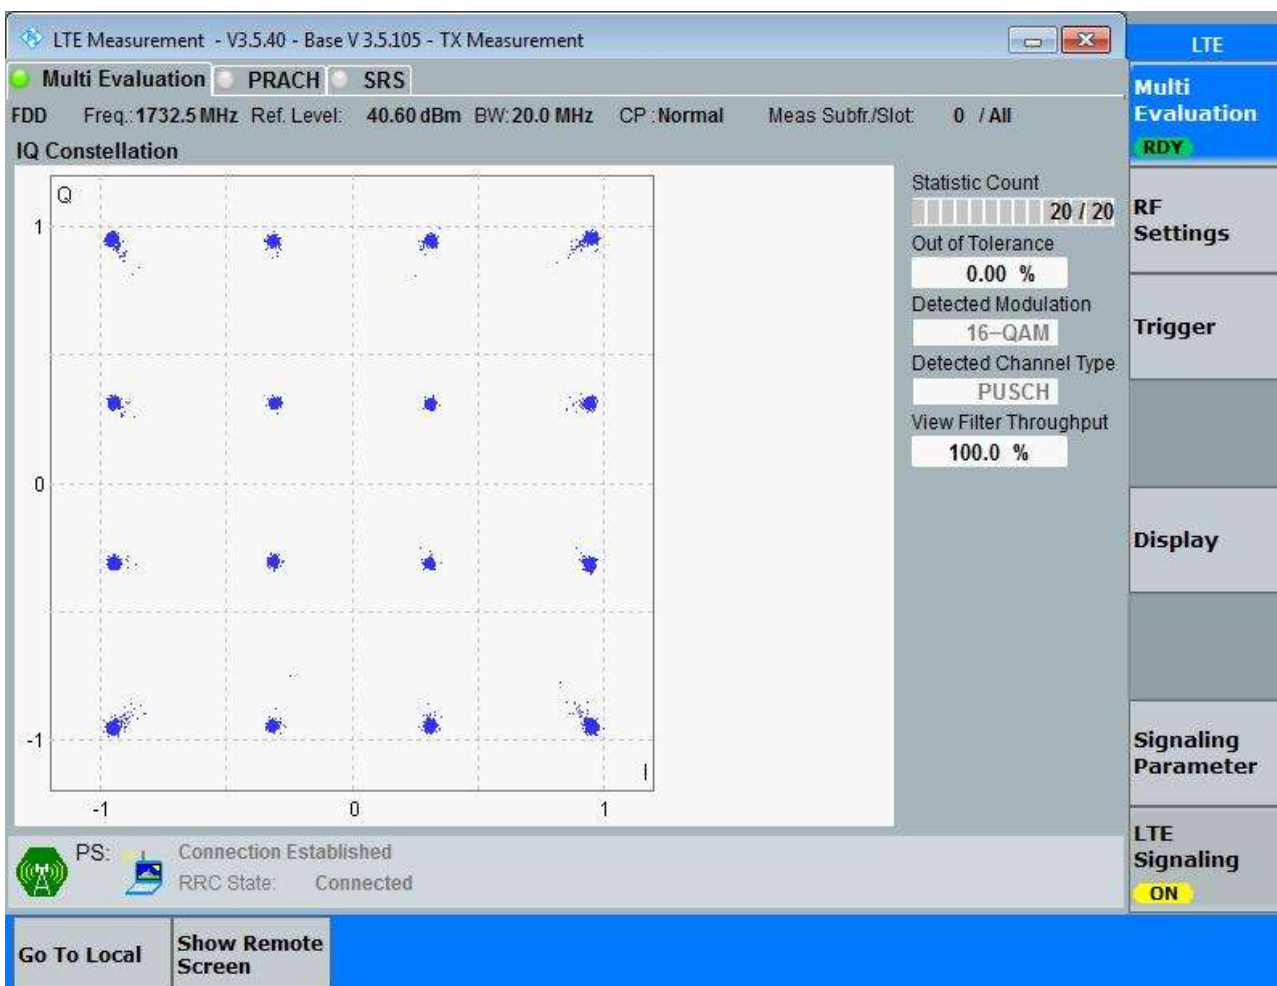 LTE Measurement - V3.5.40 - Base V 3.5.105 - TX Measurement
Multi Evaluation PRACH SRS
FDD Freq.: 1732.5 MHz Ref. Level: 40.60 dBm BW: 20.0 MHz CP : Normal Meas Subfr./Slot: 0 / All
IQ Constellation
Q
1
0
-1
I
-1 0 1
Statistic Count
20 / 20
Out of Tolerance
0.00 %
Detected Modulation
16-QAM
Detected Channel Type
PUSCH
View Filter Throughput
100.0 %
PS: Connection Established
RRC State: Connected
LTE
Multi
Evaluation
RDY
RF
Settings
Trigger
Display
Signaling
Parameter
LTE
Signaling
ON
Go To Local
Show Remote
Screen